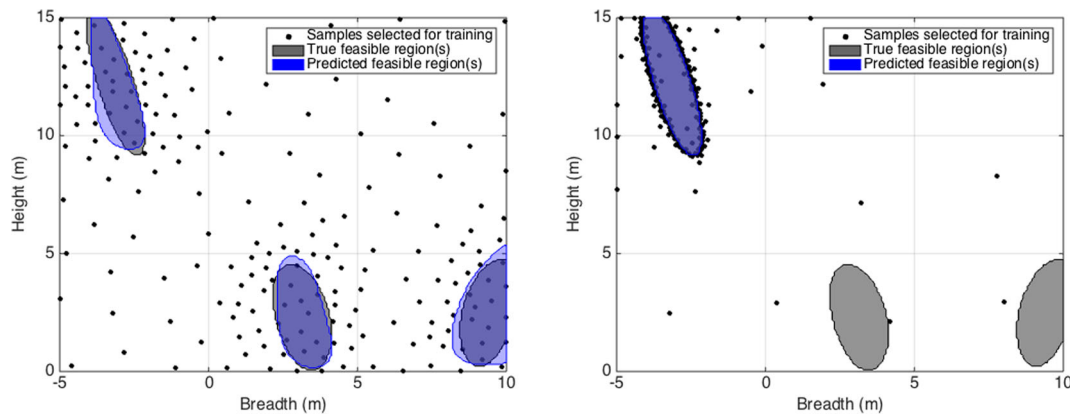 15
10
5
0
-5
0
5
10
Height (m)
Breadth (m)
Samples selected for training
True feasible region(s)
Predicted feasible region(s)
15
10
5
0
-5
0
5
10
Height (m)
Breadth (m)
Samples selected for training
True feasible region(s)
Predicted feasible region(s)